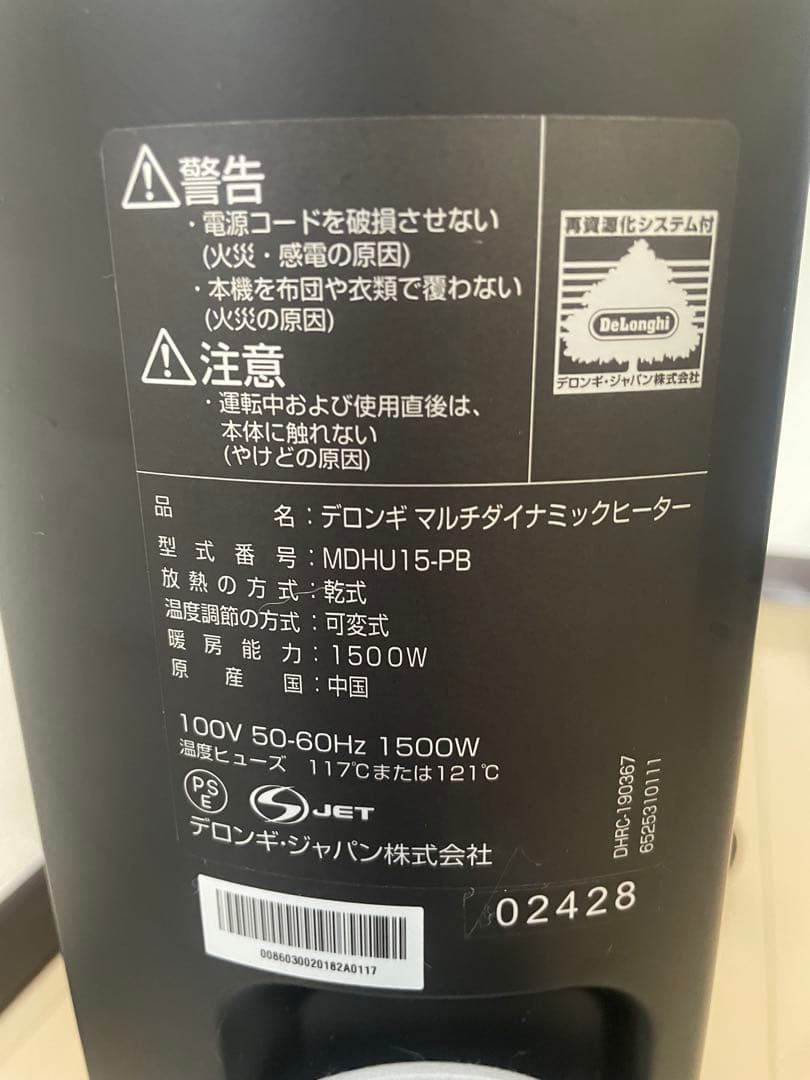 警告
・電源コードを破損させない
(火災・感電の原因)
・本機を布団や衣類で覆わない
(火災の原因)
注意
・運転中および使用直後は、
本体に触れない
(やけどの原因)
再資源化システム付
DeLonghi
デロンギ・ジャパン株式会社
品名:デロンギ マルチダイナミックヒーター
型式番号:MDHU15-PB
放熱の方式:乾式
温度調節の方式:可変式
暖房能力:1500W
原産国:中国
100V 50-60Hz 1500W
温度ヒューズ 117℃または121℃
PSE
S JET
デロンギ・ジャパン株式会社
DHRC-190367
6525310111
02428
0086030020182A0117